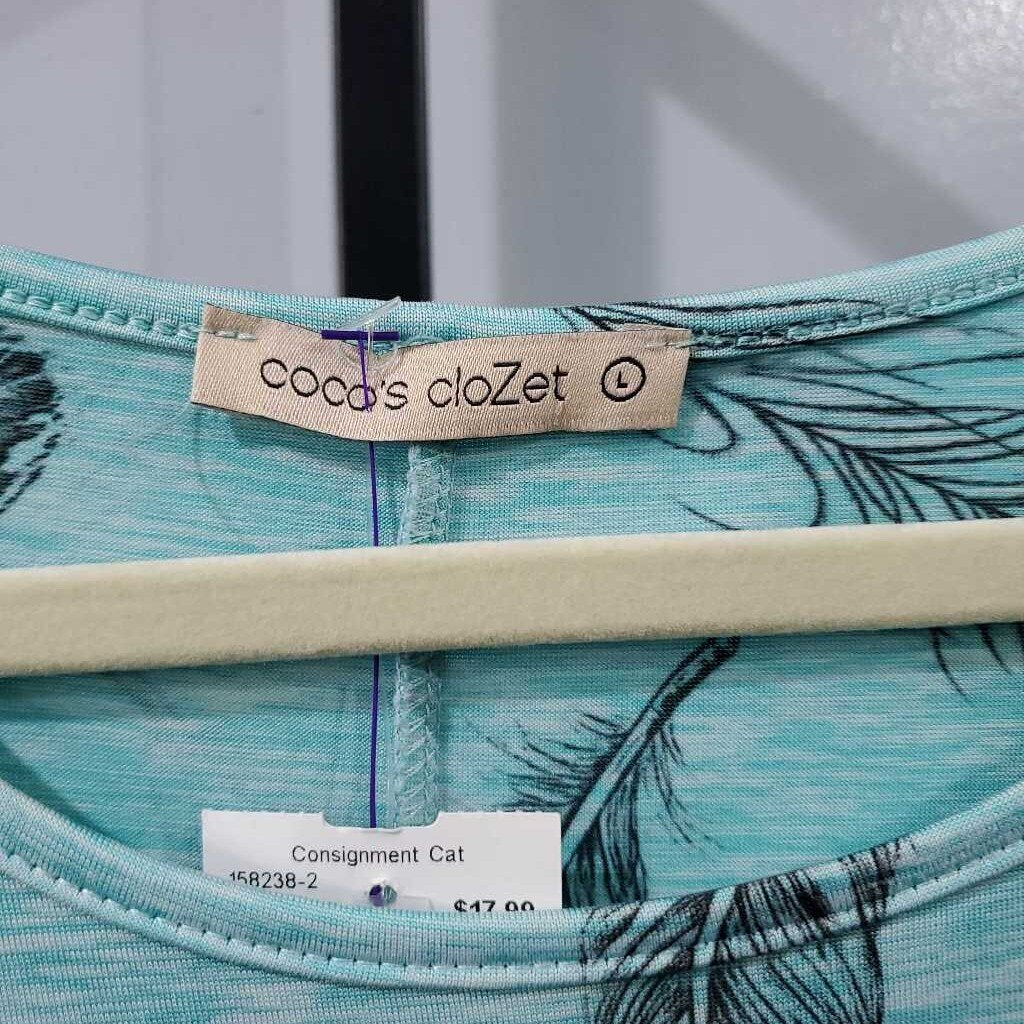 coco's cloZet L
Consignment Cat
158238-2
$17.99